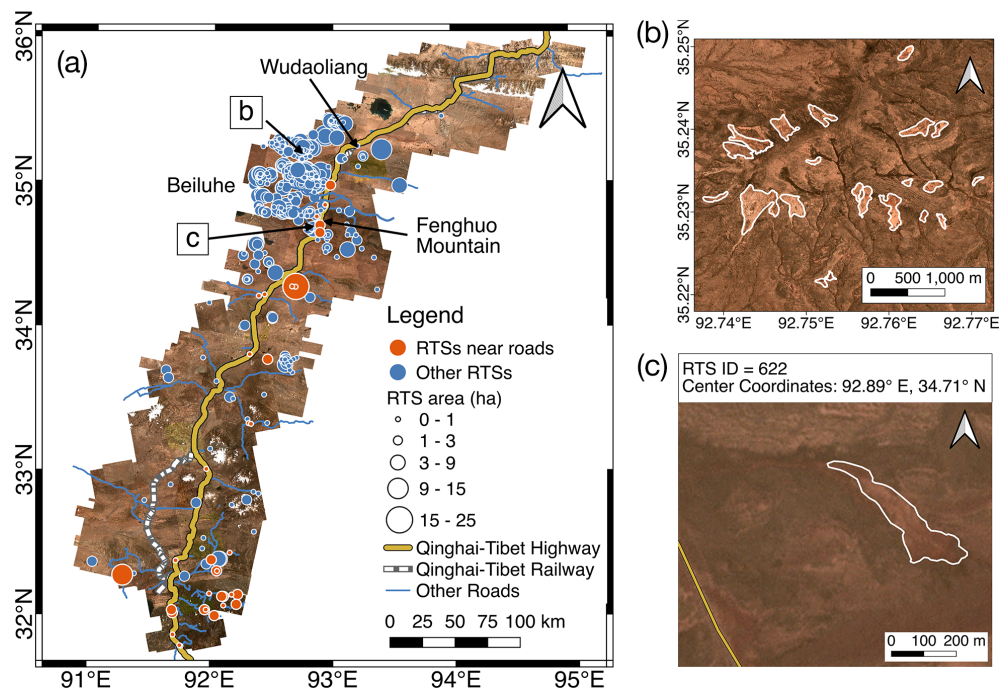 (a)
36°N
35°N
34°N
33°N
32°N
91°E
92°E
93°E
94°E
95°E
Wudaoliang
b
Beiluhe
c
Fenghuo
Mountain
Legend
RTSs near roads
Other RTSs
RTS area (ha)
0 - 1
1 - 3
3 - 9
9 - 15
15 - 25
Qinghai-Tibet Highway
Qinghai-Tibet Railway
Other Roads
0 25 50 75 100 km
(b)
35.25°N
35.24°N
35.23°N
35.22°N
0 500 1,000 m
92.74°E 92.75°E 92.76°E 92.77°E
(c)
RTS ID = 622
Center Coordinates: 92.89° E, 34.71° N
0 100 200 m